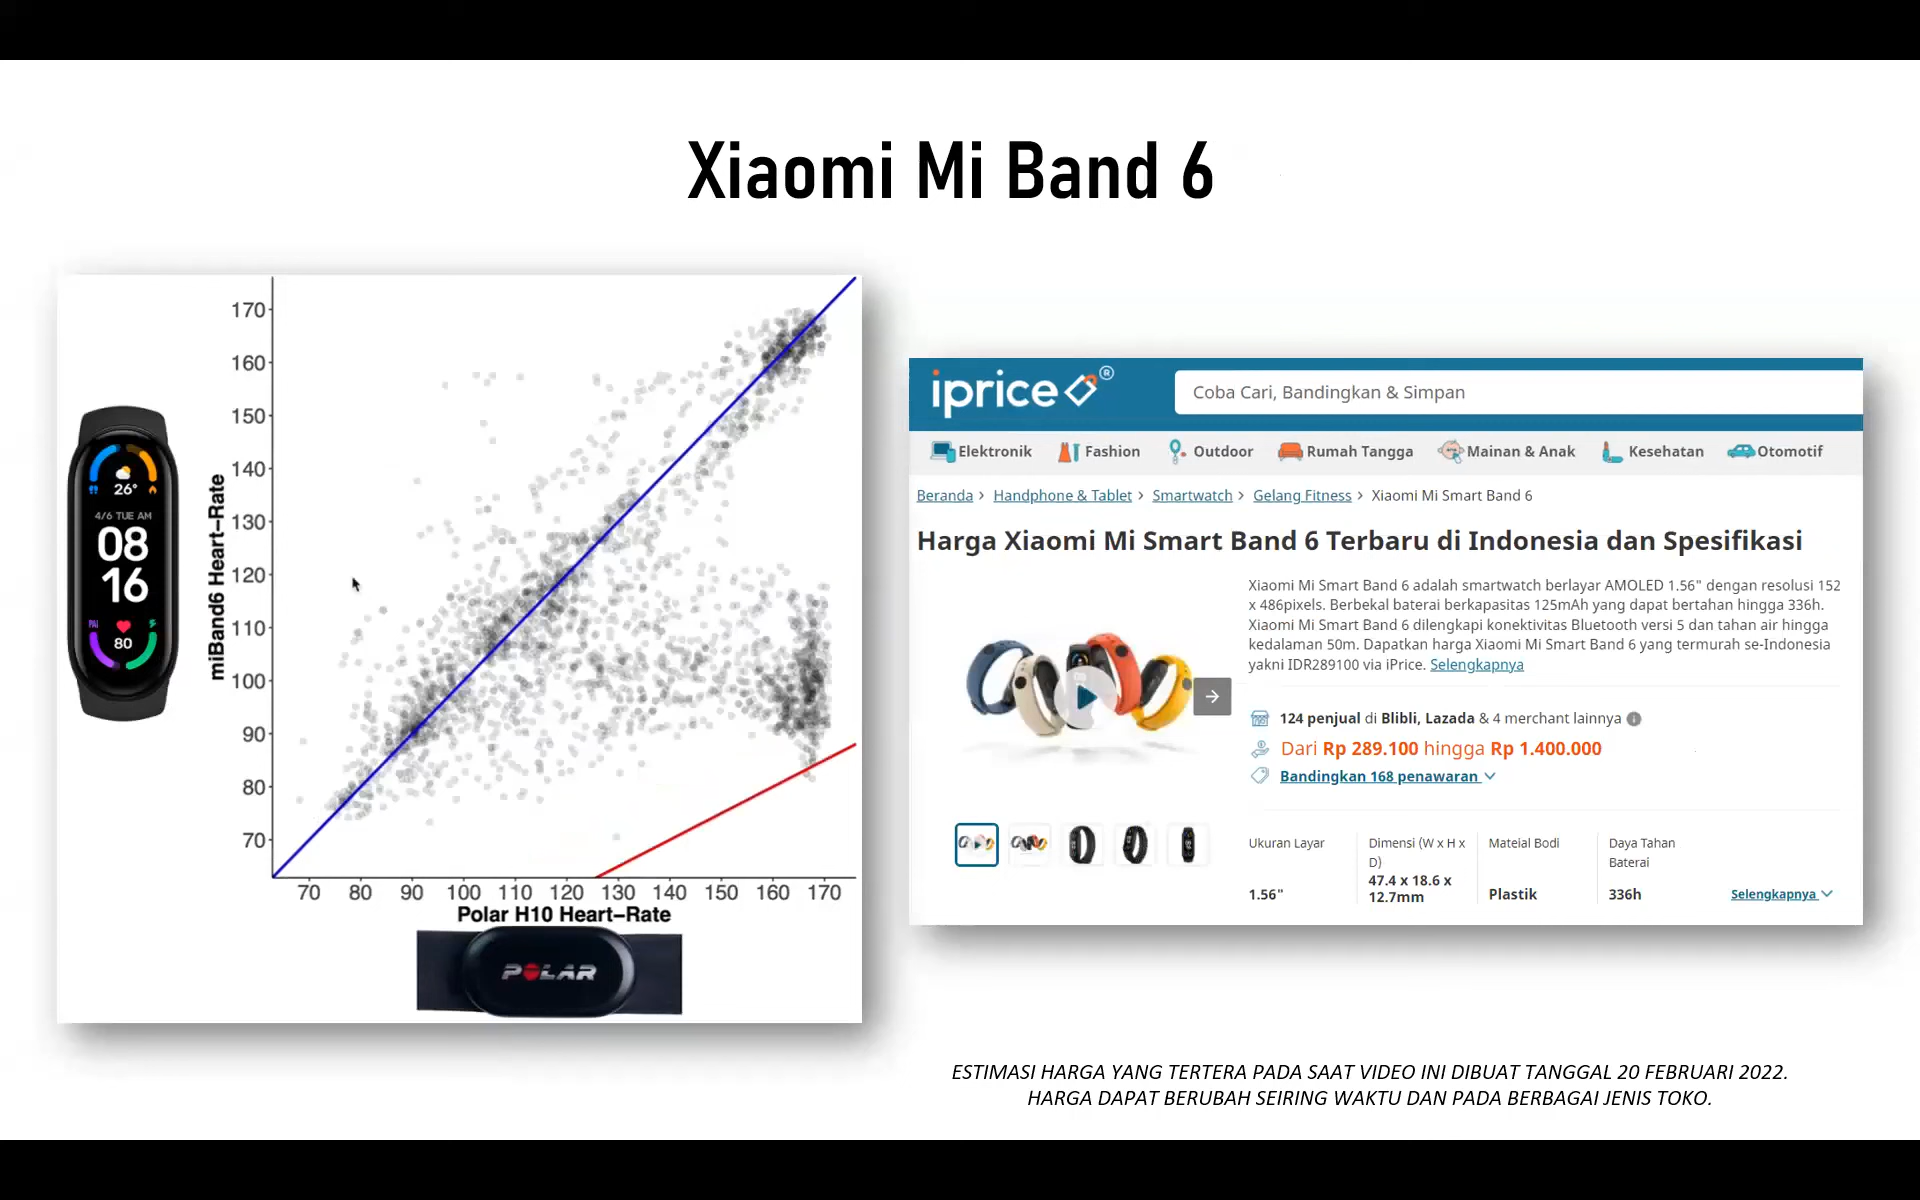 Xiaomi Mi Band 6
170
160
150
140
130
120
110
100
90
80
70
miBand6 Heart-Rate
70 80 90 100 110 120 130 140 150 160 170
Polar H10 Heart-Rate
26°
4/6 TUE AM
08
16
PAI
80
POLAR
iprice®
Coba Cari, Bandingkan & Simpan
Elektronik Fashion Outdoor Rumah Tangga Mainan & Anak Kesehatan Otomotif
Beranda > Handphone & Tablet > Smartwatch > Gelang Fitness > Xiaomi Mi Smart Band 6
Harga Xiaomi Mi Smart Band 6 Terbaru di Indonesia dan Spesifikasi
Xiaomi Mi Smart Band 6 adalah smartwatch berlayar AMOLED 1.56" dengan resolusi 152
x 486pixels. Berbekal baterai berkapasitas 125mAh yang dapat bertahan hingga 336h.
Xiaomi Mi Smart Band 6 dilengkapi konektivitas Bluetooth versi 5 dan tahan air hingga
kedalaman 50m. Dapatkan harga Xiaomi Mi Smart Band 6 yang termurah se-Indonesia
yakni IDR289100 via iPrice. Selengkapnya
124 penjual di Blibli, Lazada & 4 merchant lainnya
Dari Rp 289.100 hingga Rp 1.400.000
Bandingkan 168 penawaran
Ukuran Layar
1.56"
Dimensi (W x H x
D)
47.4 x 18.6 x
12.7mm
Mateial Bodi
Plastik
Daya Tahan
Baterai
336h
Selengkapnya
ESTIMASI HARGA YANG TERTERA PADA SAAT VIDEO INI DIBUAT TANGGAL 20 FEBRUARI 2022.
HARGA DAPAT BERUBAH SEIRING WAKTU DAN PADA BERBAGAI JENIS TOKO.